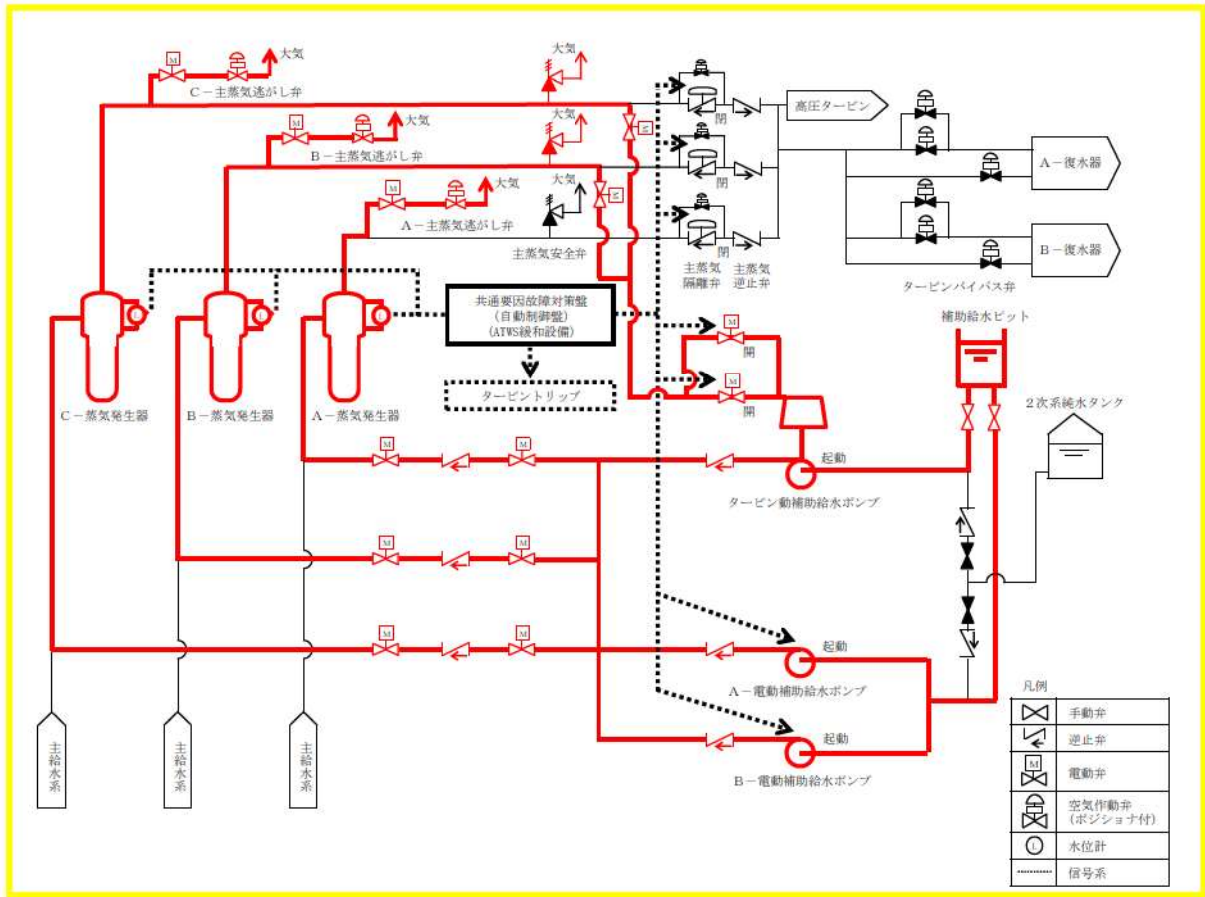 大気
大気
C－主蒸気逃がし弁
M
大気
大気
B－主蒸気逃がし弁
M
大気
大気
A－主蒸気逃がし弁
M
主蒸気安全弁
M
M
閉
閉
閉
主蒸気
隔離弁
主蒸気
逆止弁
高圧タービン
A－復水器
B－復水器
タービンバイパス弁
L
L
L
共通要因故障対策盤
(自動制御盤)
(ATWS緩和設備)
タービントリップ
M
開
M
開
補助給水ピット
2次系純水タンク
C－蒸気発生器
B－蒸気発生器
A－蒸気発生器
M
M
起動
タービン動補助給水ポンプ
M
M
M
M
起動
A－電動補助給水ポンプ
起動
B－電動補助給水ポンプ
主給水系
主給水系
主給水系
凡例
手動弁
逆止弁
M
電動弁
空気作動弁
(ポジショナ付)
L
水位計
信号系